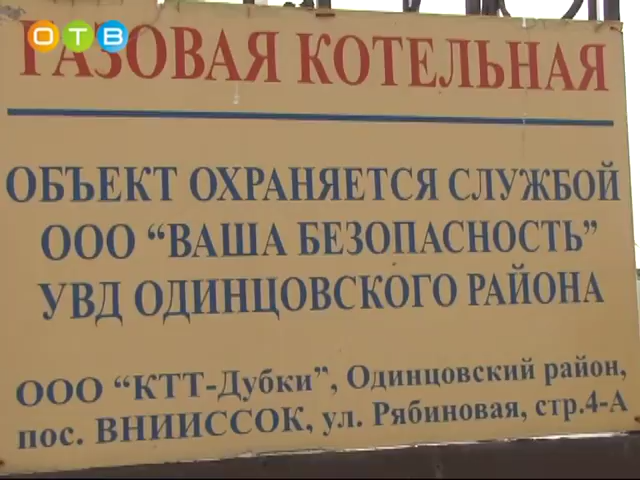 ОТВ
ГАЗОВАЯ КОТЕЛЬНАЯ
ОБЪЕКТ ОХРАНЯЕТСЯ СЛУЖБОЙ
ООО “ВАША БЕЗОПАСНОСТЬ”
УВД ОДИНЦОВСКОГО РАЙОНА
ООО “КТТ-Дубки”, Одинцовский район,
пос. ВНИИССОК, ул. Рябиновая, стр.4-А